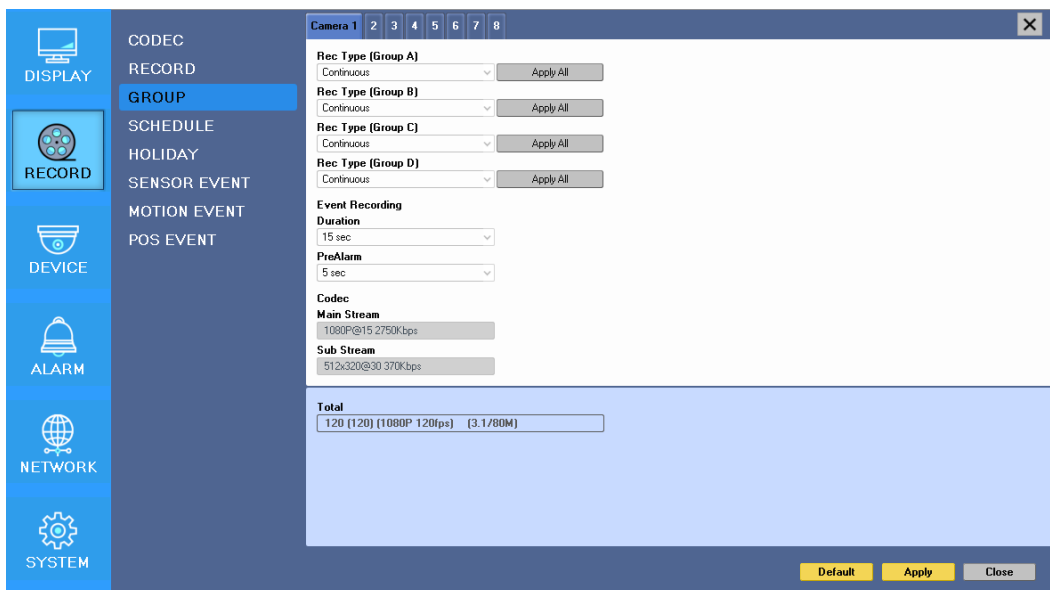 DISPLAY
RECORD
DEVICE
ALARM
NETWORK
SYSTEM
CODEC
RECORD
GROUP
SCHEDULE
HOLIDAY
SENSOR EVENT
MOTION EVENT
POS EVENT
Camera 1 2 3 4 5 6 7 8
Rec Type (Group A)
Continuous Apply All
Rec Type (Group B)
Continuous Apply All
Rec Type (Group C)
Continuous Apply All
Rec Type (Group D)
Continuous Apply All
Event Recording
Duration
15 sec
PreAlarm
5 sec
Codec
Main Stream
1080P@15 2750Kbps
Sub Stream
512x320@30 370Kbps
Total
120 (120) (1080P 120fps) (3.1/80M)
Default Apply Close